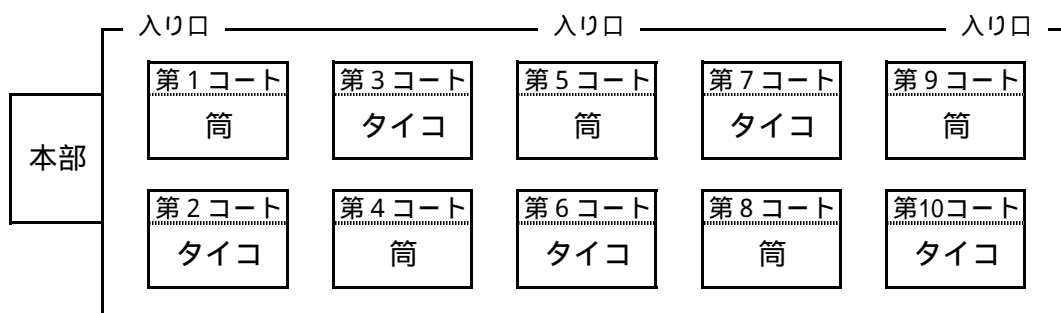 入り口 入り口 入り口
第1コート 第3コート 第5コート 第7コート 第9コート
筒 タイコ 筒 タイコ 筒
本部
第2コート 第4コート 第6コート 第8コート 第10コート
タイコ 筒 タイコ 筒 タイコ